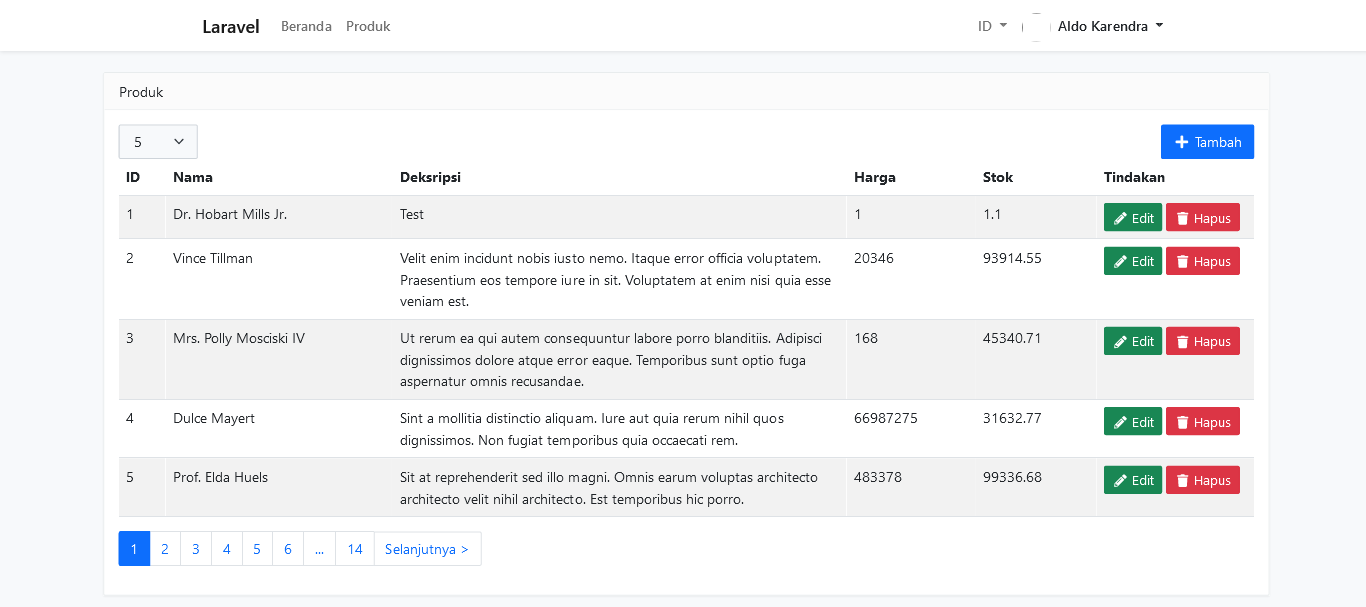 Laravel Beranda Produk ID Aldo Karendra
Produk
5 Tambah
ID Nama Deksripsi Harga Stok Tindakan
1 Dr. Hobart Mills Jr. Test 1 1.1 Edit Hapus
2 Vince Tillman Velit enim incidunt nobis iusto nemo. Itaque error officia voluptatem. 20346 93914.55 Edit Hapus
Praesentium eos tempore iure in sit. Voluptatem at enim nisi quia esse
veniam est.
3 Mrs. Polly Mosciski IV Ut rerum ea qui autem consequuntur labore porro blanditiis. Adipisci 168 45340.71 Edit Hapus
dignissimos dolore atque error eaque. Temporibus sunt optio fuga
aspernatur omnis recusandae.
4 Dulce Mayert Sint a mollitia distinctio aliquam. Iure aut quia rerum nihil quos 66987275 31632.77 Edit Hapus
dignissimos. Non fugiat temporibus quia occaecati rem.
5 Prof. Elda Huels Sit at reprehenderit sed illo magni. Omnis earum voluptas architecto 483378 99336.68 Edit Hapus
architecto velit nihil architecto. Est temporibus hic porro.
1 2 3 4 5 6 ... 14 Selanjutnya >